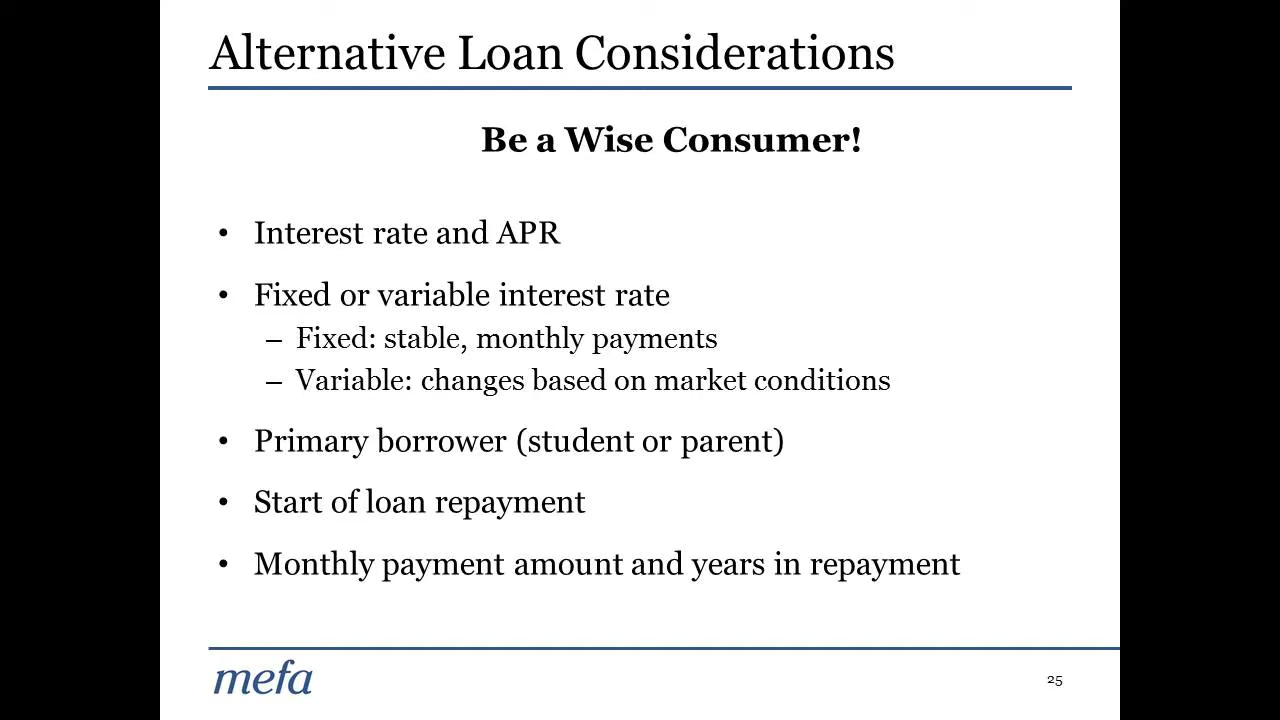 Alternative Loan Considerations
Be a Wise Consumer!
• Interest rate and APR
• Fixed or variable interest rate
– Fixed: stable, monthly payments
– Variable: changes based on market conditions
• Primary borrower (student or parent)
• Start of loan repayment
• Monthly payment amount and years in repayment
mefa
25